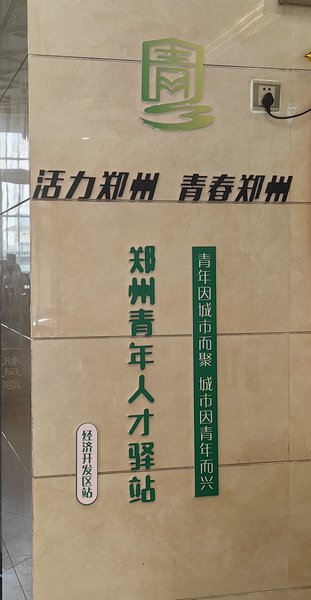 青
活力郑州 青春郑州
郑州青年人才驿站
青年因城市而聚 城市因青年而兴
经济开发区站